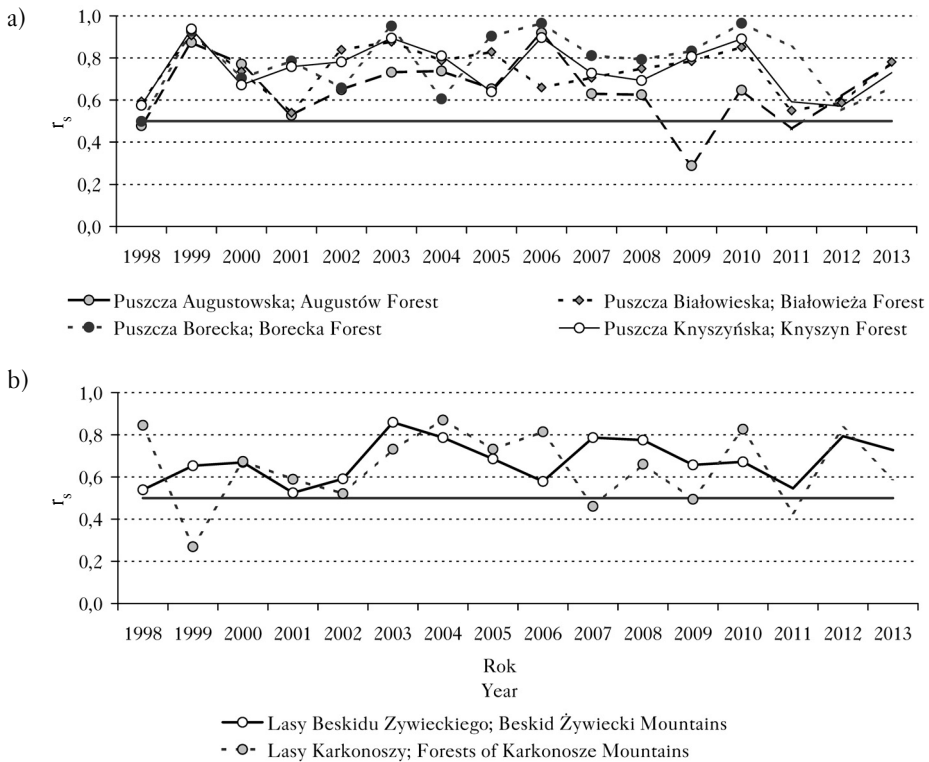 a)
1,0
0,8
0,6
0,4
0,2
0,0
rs
1998 1999 2000 2001 2002 2003 2004 2005 2006 2007 2008 2009 2010 2011 2012 2013
Puszcza Augustowska; Augustów Forest
Puszcza Białowieska; Białowieża Forest
Puszcza Borecka; Borecka Forest
Puszcza Knyszyńska; Knyszyn Forest
b)
1,0
0,8
0,6
0,4
0,2
0,0
rs
1998 1999 2000 2001 2002 2003 2004 2005 2006 2007 2008 2009 2010 2011 2012 2013
Rok
Year
Lasy Beskidu Zywieckiego; Beskid Żywiecki Mountains
Lasy Karkonoszy; Forests of Karkonosze Mountains